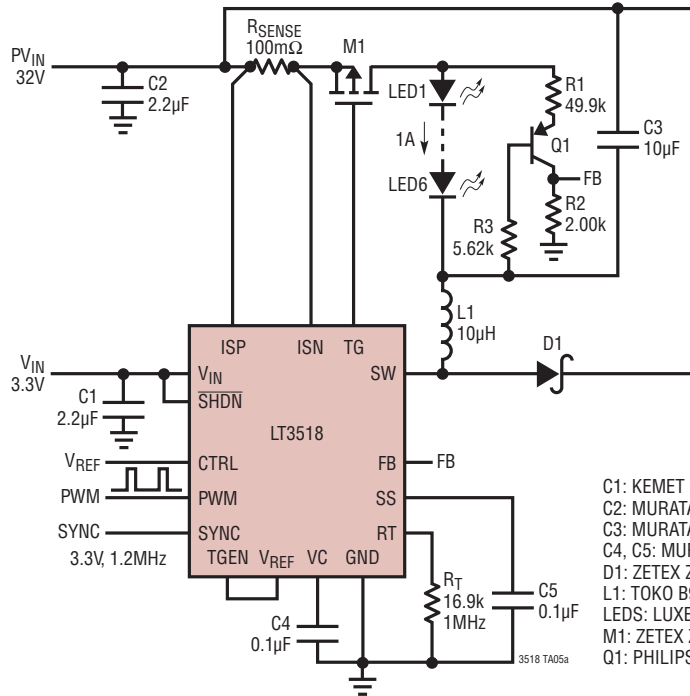 PVIN
32V
C2
2.2µF
RSENSE
100mΩ
M1
LED1
1A
LED6
R1
49.9k
Q1
FB
R2
2.00k
R3
5.62k
C3
10µF
L1
10µH
D1
VIN
3.3V
C1
2.2µF
ISP
ISN
TG
VIN
SHDN
SW
LT3518
VREF
CTRL
FB
FB
PWM
PWM
SS
SYNC
SYNC
RT
3.3V, 1.2MHz
TGEN
VREF
VC
GND
C4
0.1µF
RT
16.9k
1MHz
C5
0.1µF
3518 TA05a
C1: KEMET
C2: MURATA
C3: MURATA
C4, C5:
D1: ZETEX
L1: TOKO
LEDS:
M1: ZETEX
Q1: PHILIPS